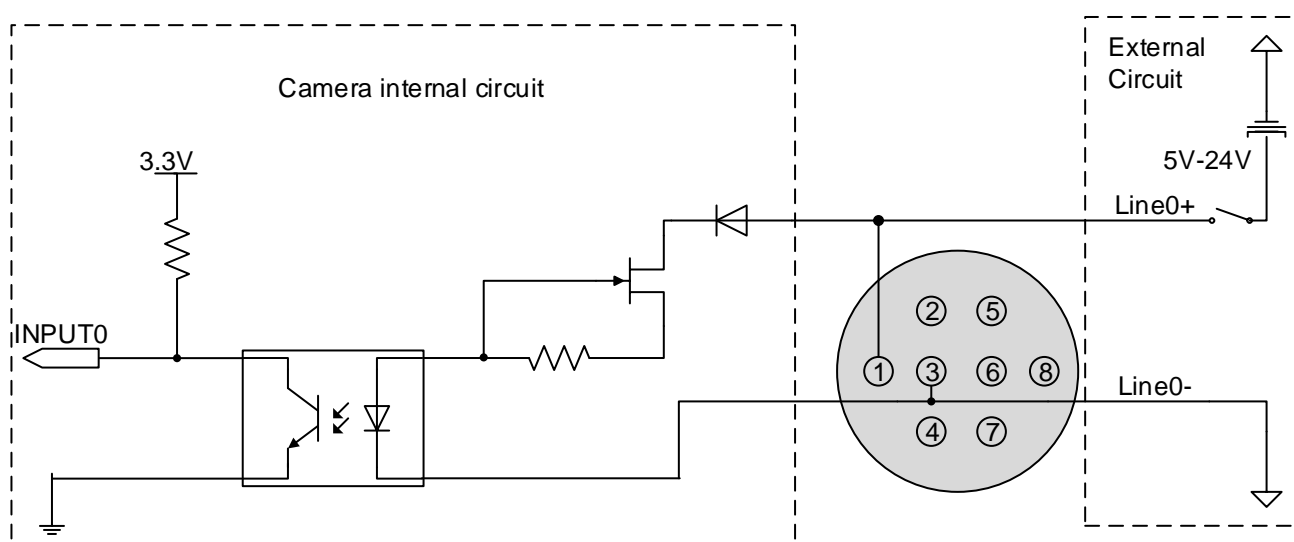 External
Circuit
Camera internal circuit
3.3V
5V-24V
Line0+
INPUT0
2 5
1 3 6 8
Line0-
4 7